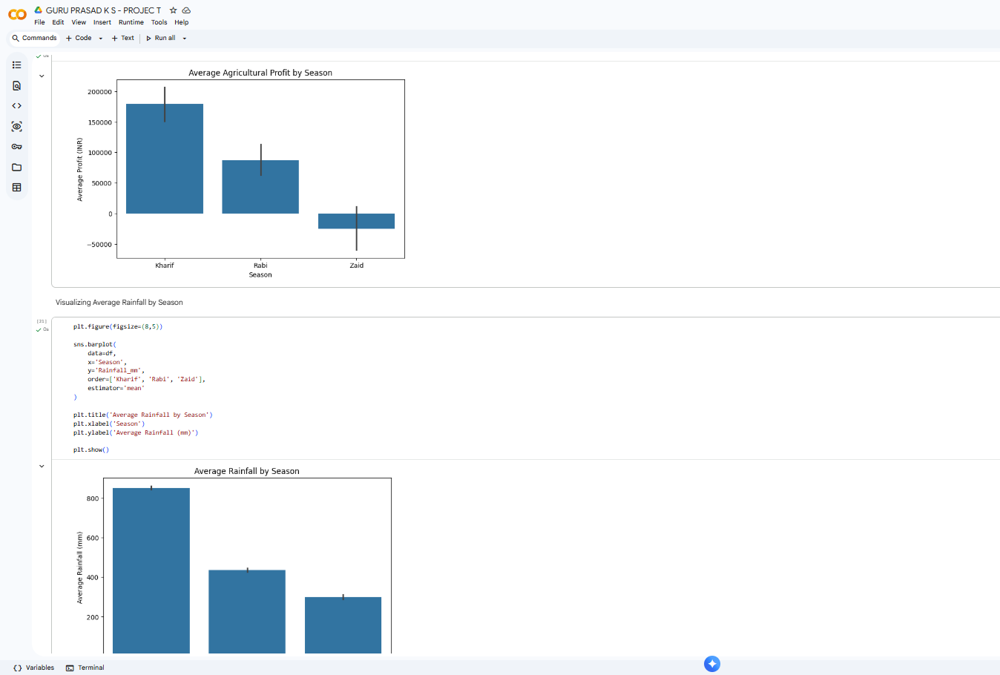 GURU PRASAD K S - PROJEC T
File Edit View Insert Runtime Tools Help
Commands + Code + Text Run all
0s
Average Agricultural Profit by Season
200000
150000
100000
50000
0
−50000
Average Profit (INR)
Kharif Rabi Zaid
Season
Visualizing Average Rainfall by Season
[21]
0s
plt.figure(figsize=(8,5))
sns.barplot(
data=df,
x='Season',
y='Rainfall_mm',
order=['Kharif', 'Rabi', 'Zaid'],
estimator='mean'
)
plt.title('Average Rainfall by Season')
plt.xlabel('Season')
plt.ylabel('Average Rainfall (mm)')
plt.show()
Average Rainfall by Season
800
600
400
200
Average Rainfall (mm)
Variables Terminal